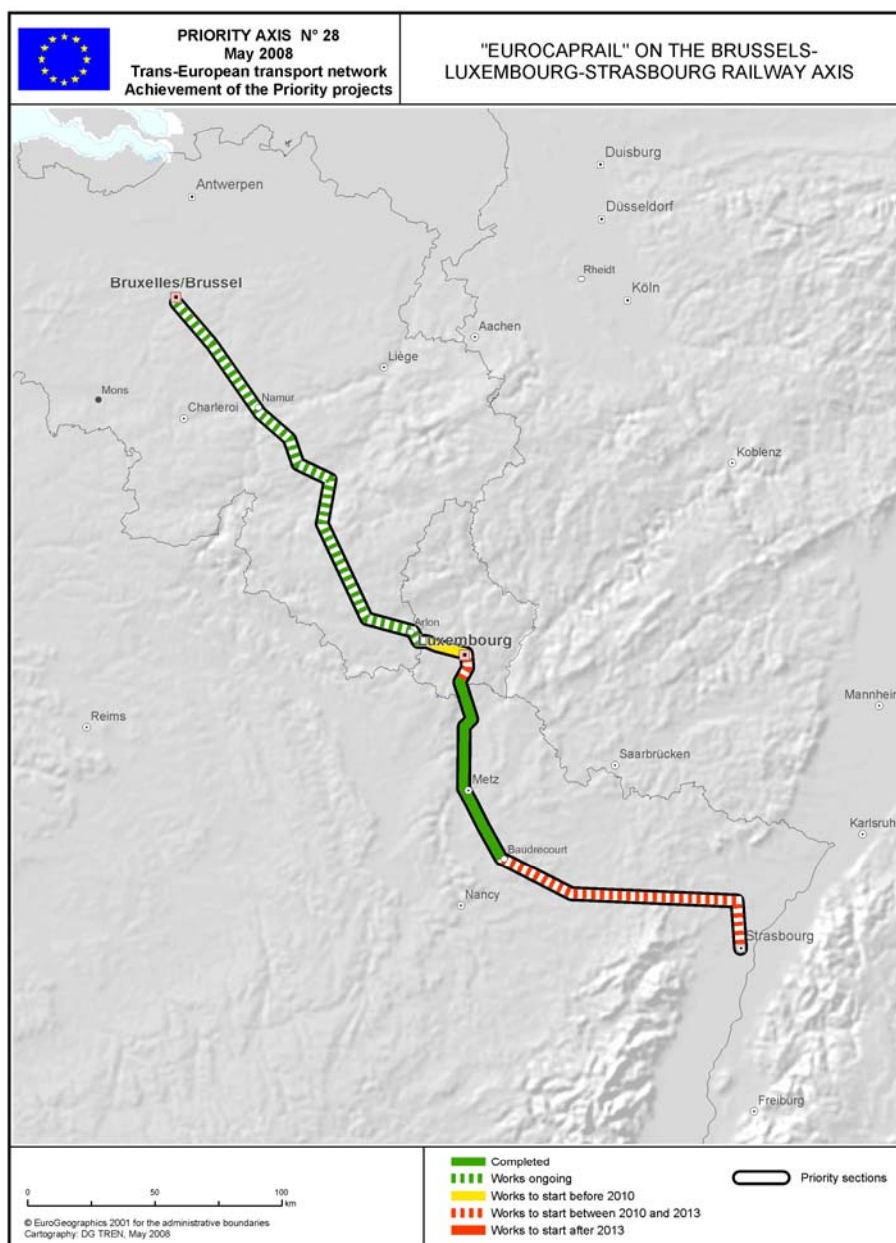 PRIORITY AXIS N° 28
May 2008
Trans-European transport network
Achievement of the Priority projects
"EUROCAPRAIL" ON THE BRUSSELS-
LUXEMBOURG-STRASBOURG RAILWAY AXIS
Duisburg
Antwerpen
Düsseldorf
Rheidt
Bruxelles/Brussel
Köln
Aachen
Liège
Mons
Namur
Charleroi
Koblenz
Arlon
Luxembourg
Mannheim
Reims
Saarbrücken
Metz
Karlsruh
Baudrecourt
Nancy
Strasbourg
Freiburg
0 50 100
km
© EuroGeographics 2001 for the administrative boundaries
Cartography: DG TREN, May 2008
Completed
Works ongoing
Works to start before 2010
Works to start between 2010 and 2013
Works to start after 2013
Priority sections